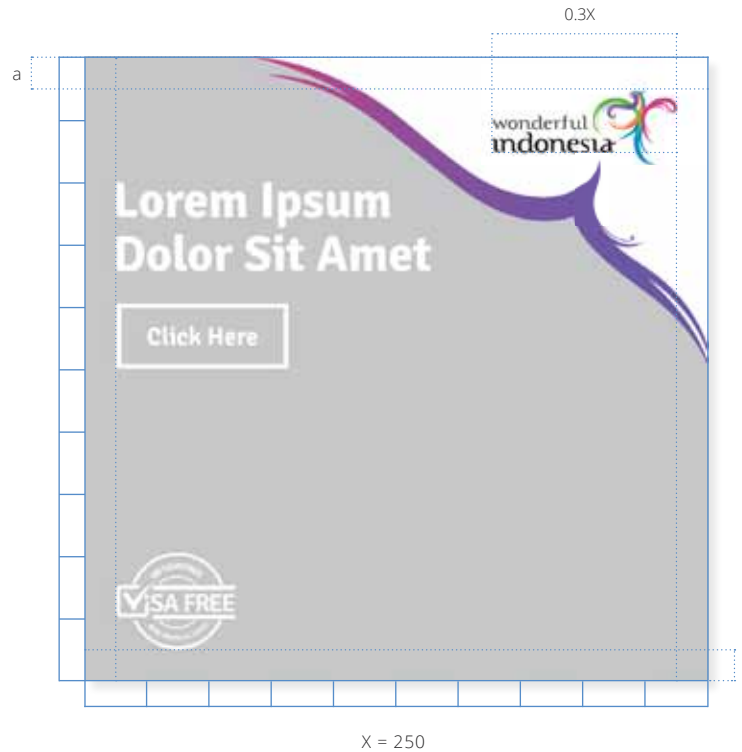 0.3X
a
wonderful
indonesia
Lorem Ipsum
Dolor Sit Amet
Click Here
VISA FREE
X = 250